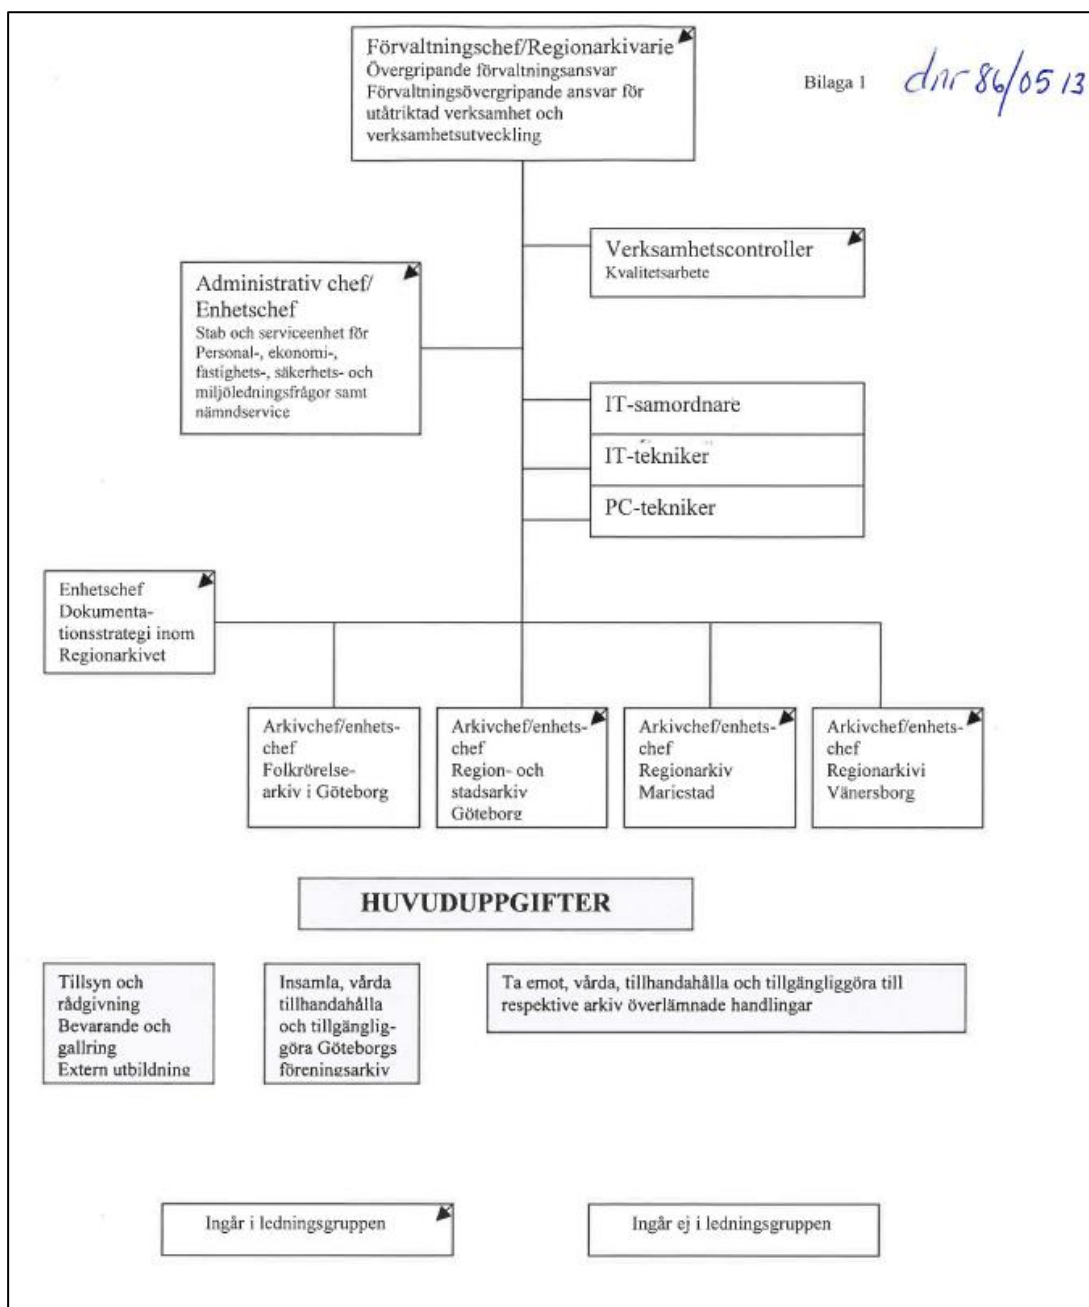 Förvaltningschef/Regionarkivarie
Övergripande förvaltningsansvar
Förvaltningsövergripande ansvar för
utåtriktad verksamhet och
verksamhetsutveckling
Bilaga 1
dnr 86/05 13
Verksamhetscontroller
Kvalitetsarbete
Administrativ chef/
Enhetschef
Stab och serviceenhet för
Personal-, ekonomi-,
fastighets-, säkerhets- och
miljöledningsfrågor samt
nämndservice
IT-samordnare
IT-tekniker
PC-tekniker
Enhetschef
Dokumenta-
tionsstrategi inom
Regionarkivet
Arkivchef/enhets-
chef
Folkrörelse-
arkiv i Göteborg
Arkivchef/enhets-
chef
Region- och
stadsarkiv
Göteborg
Arkivchef/enhets-
chef
Regionarkiv
Mariestad
Arkivchef/enhets-
chef
Regionarkivi
Vänersborg
HUVUDUPPGIFTER
Tillsyn och
rådgivning
Bevarande och
gallring
Extern utbildning
Insamla, vårda
tillhandahålla
och tillgänglig-
göra Göteborgs
föreningsarkiv
Ta emot, vårda, tillhandahålla och tillgängliggöra till
respektive arkiv överlämnade handlingar
Ingår i ledningsgruppen
Ingår ej i ledningsgruppen